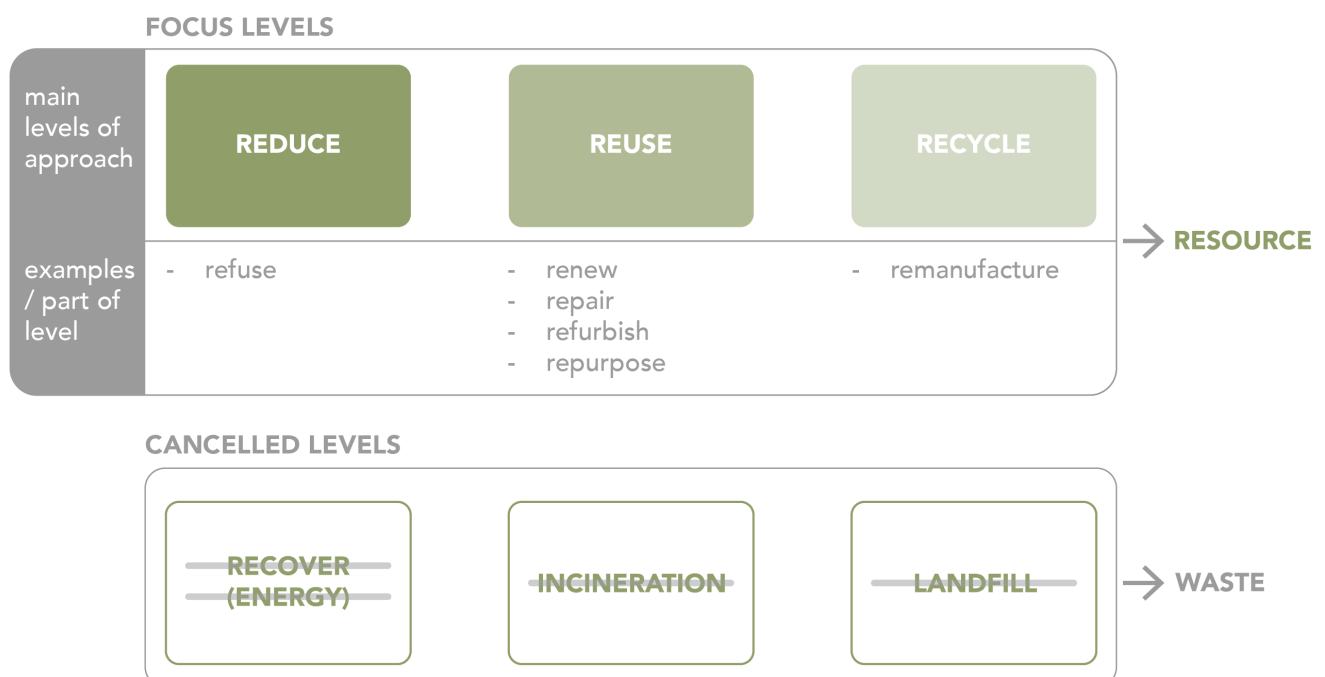 FOCUS LEVELS
main
levels of
approach
REDUCE
REUSE
RECYCLE
RESOURCE
examples
/ part of
level
- refuse
- renew
- repair
- refurbish
- repurpose
- remanufacture
CANCELLED LEVELS
RECOVER
(ENERGY)
INCINERATION
LANDFILL
WASTE